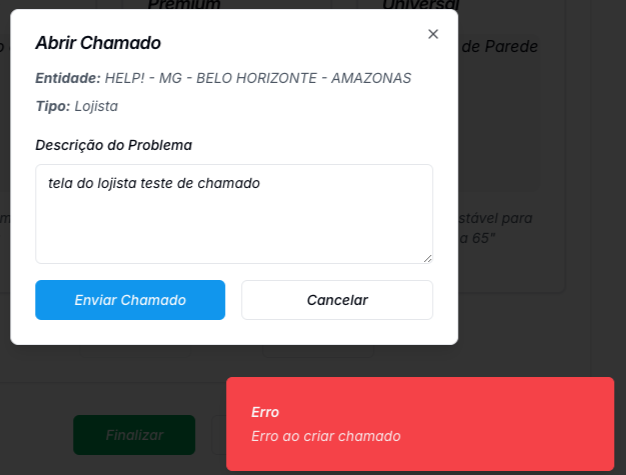 Premium
Universal
Abrir Chamado
de Parede
Entidade: HELP! - MG - BELO HORIZONTE - AMAZONAS
Tipo: Lojista
Descrição do Problema
tela do lojista teste de chamado
stável para
a 65"
Enviar Chamado
Cancelar
Erro
Erro ao criar chamado
Finalizar